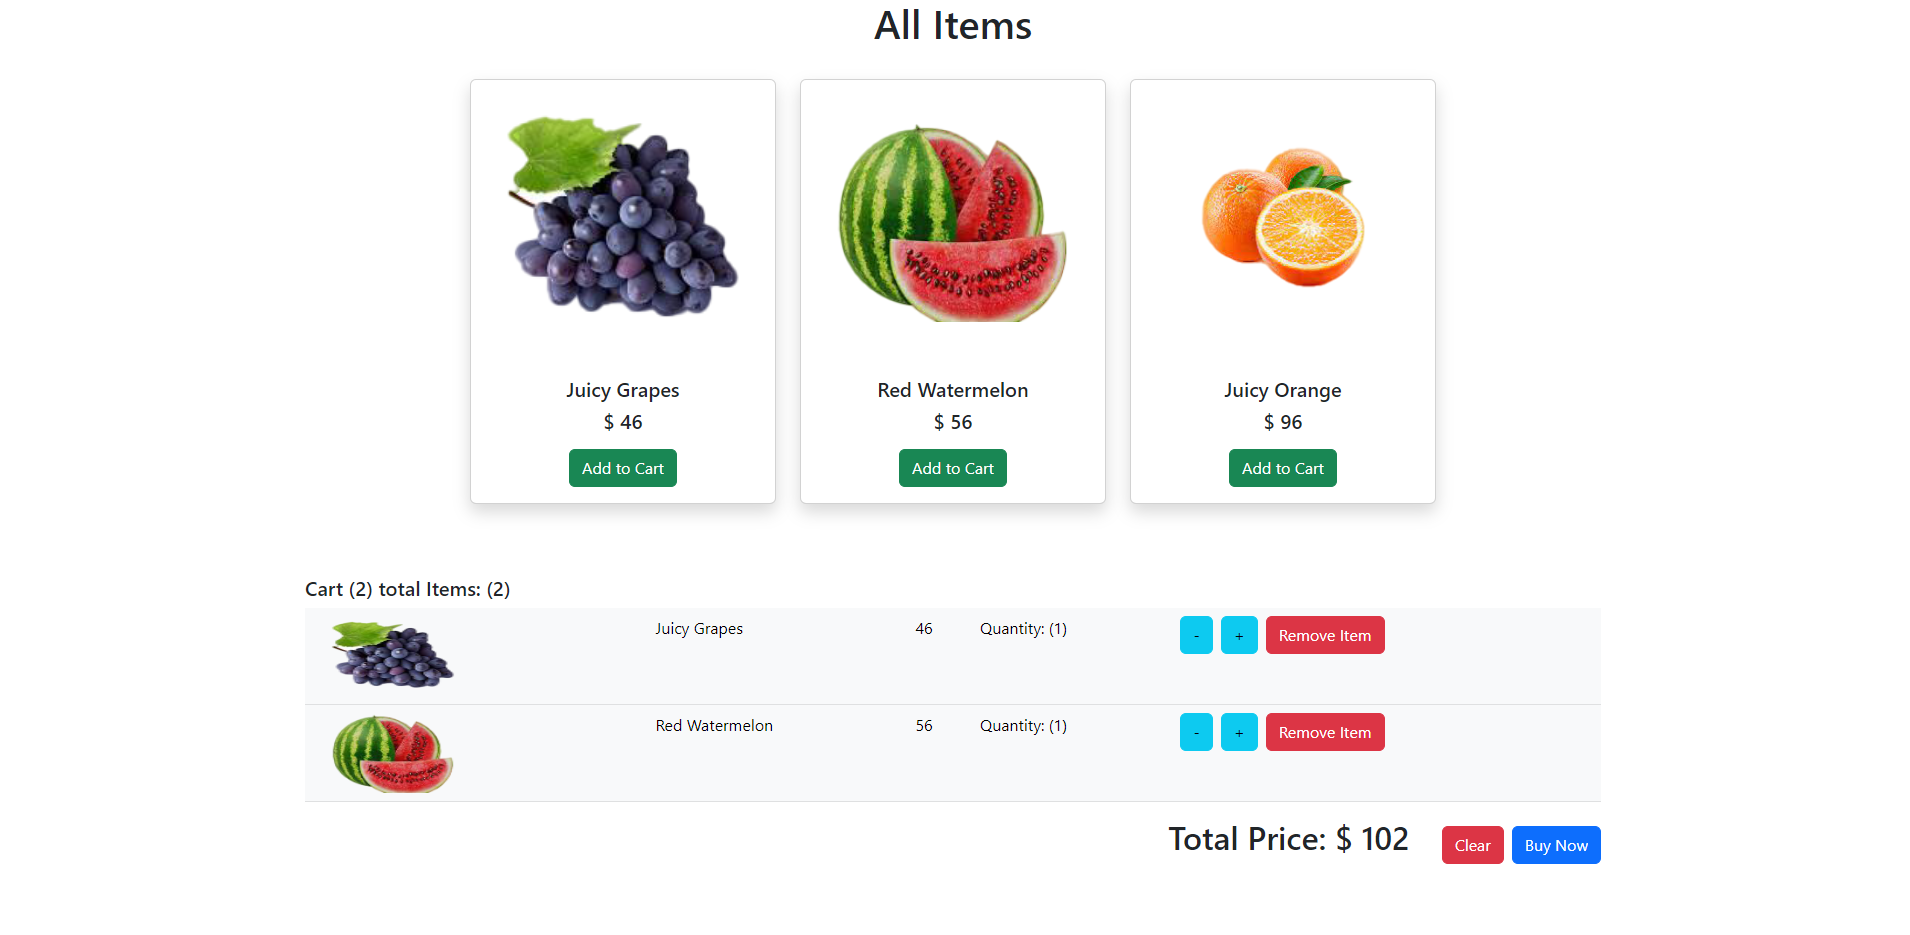 All Items
Juicy Grapes
$ 46
Add to Cart
Red Watermelon
$ 56
Add to Cart
Juicy Orange
$ 96
Add to Cart
Cart (2) total Items: (2)
Juicy Grapes 46 Quantity: (1) - + Remove Item
Red Watermelon 56 Quantity: (1) - + Remove Item
Total Price: $ 102 Clear Buy Now